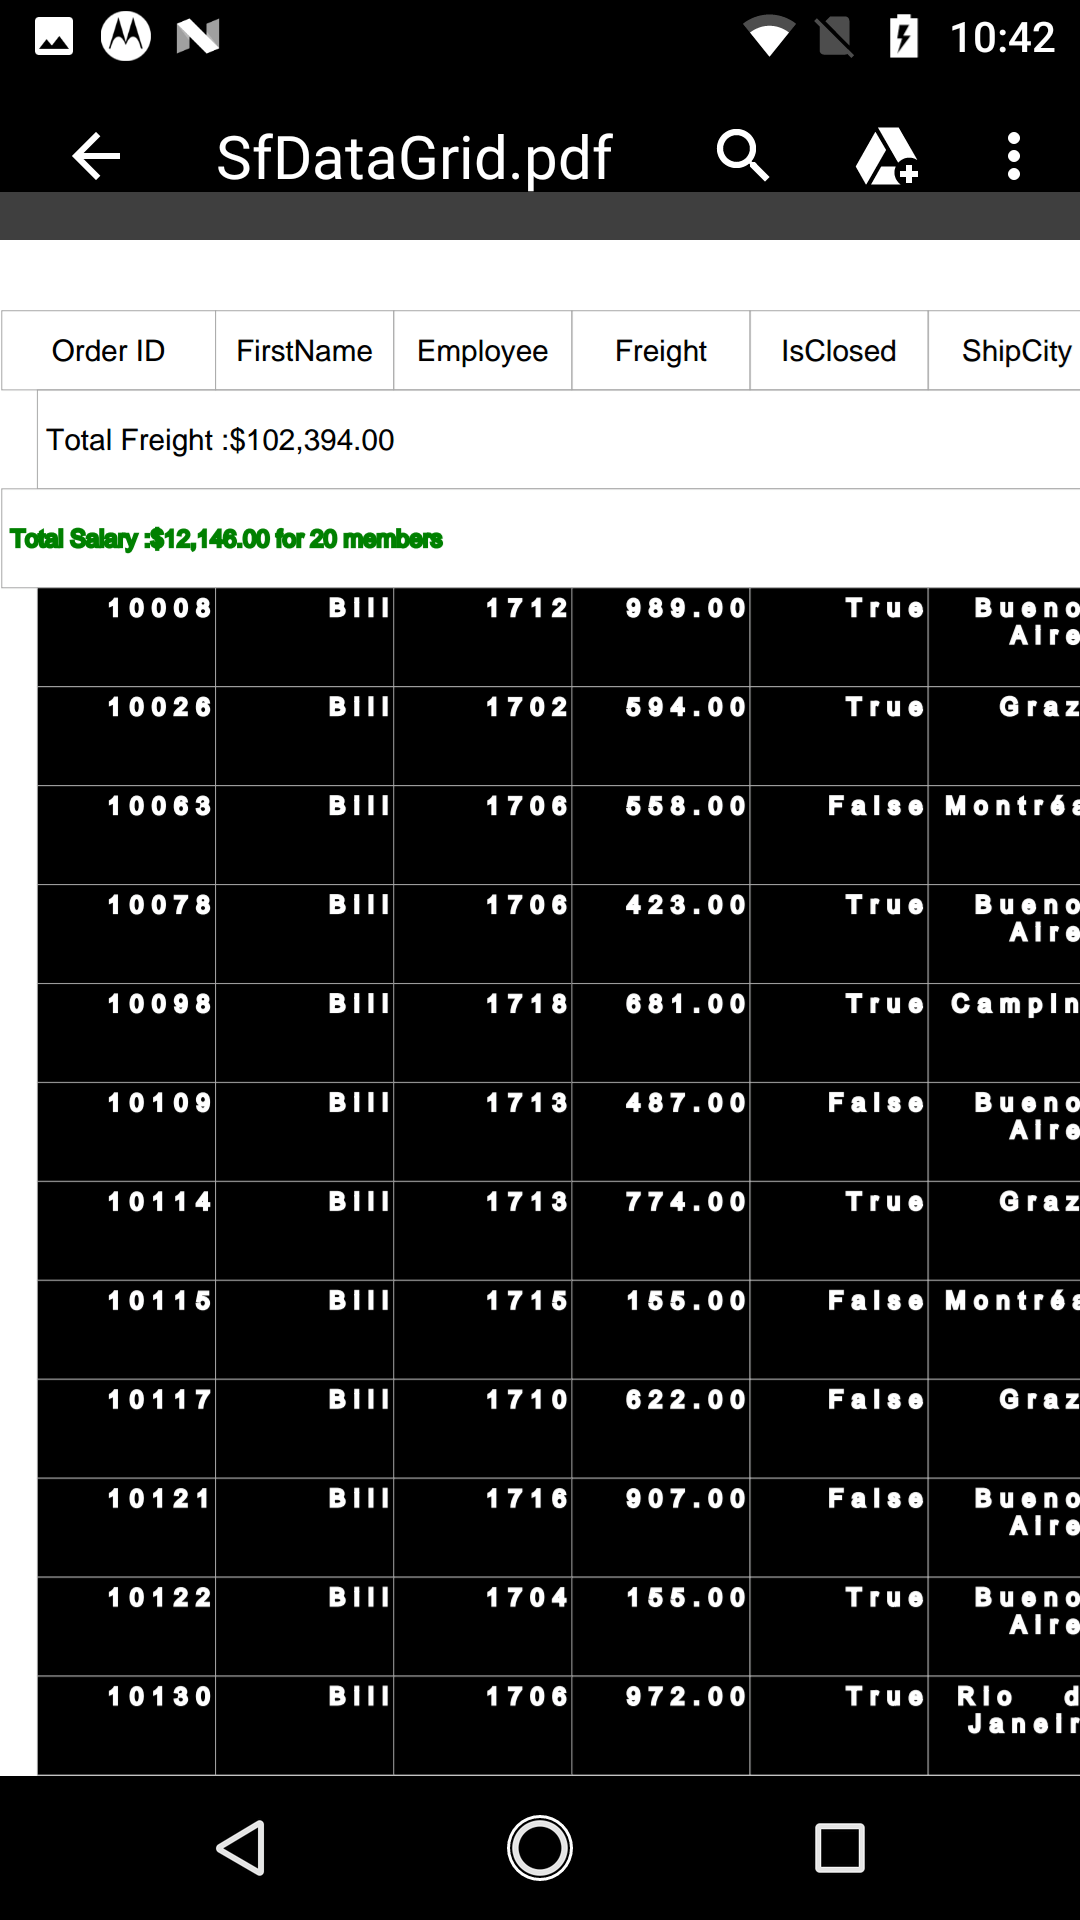 10:42
SfDataGrid.pdf
Order ID FirstName Employee Freight IsClosed ShipCity
Total Freight :$102,394.00
Total Salary :$12,146.00 for 20 members
10008 Bill 1712 989.00 True Bueno
Aire
10026 Bill 1702 594.00 True Graz
10063 Bill 1706 558.00 False Montréa
10078 Bill 1706 423.00 True Bueno
Aire
10098 Bill 1718 681.00 True Campin
10109 Bill 1713 487.00 False Bueno
Aire
10114 Bill 1713 774.00 True Graz
10115 Bill 1715 155.00 False Montréa
10117 Bill 1710 622.00 False Graz
10121 Bill 1716 907.00 False Bueno
Aire
10122 Bill 1704 155.00 True Bueno
Aire
10130 Bill 1706 972.00 True Rio d
Janeir